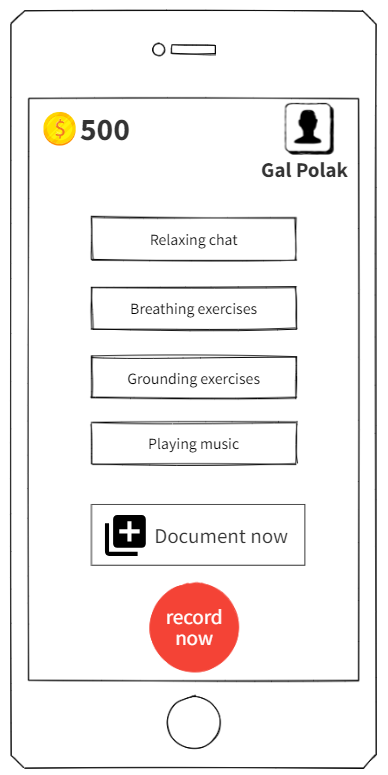 $ 500
Gal Polak
Relaxing chat
Breathing exercises
Grounding exercises
Playing music
Document now
record
now